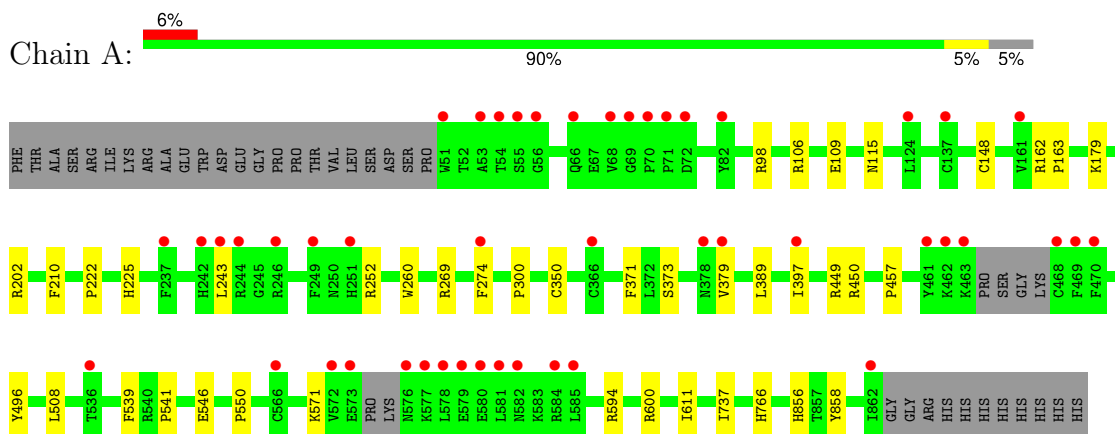 6%
Chain A:
90% 5% 5%
PHE THR ALA SER ARG ILE LYS ARG ALA GLU TRP ASP GLU GLY PRO PRO THR VAL LEU SER ASP SER PRO W51 T52 A53 T54 S55 G56 Q66 E67 V68 G69 P70 P71 D72 Y82 R98 R106 E109 N115 L124 C137 C148 V161 R162 P163 K179
R202 F210 P222 H225 F237 H242 L243 R244 G245 R246 F249 N250 H251 R252 W260 R269 F274 P300 C350 C366 F371 L372 S373 N378 V379 L389 I397 R449 R450 P457 Y461 K462 K463 PRO SER GLY LYS C468 F469 F470
Y496 L508 T536 F539 R540 P541 E546 P550 C566 K571 V572 E573 PRO LYS N576 K577 L578 E579 E580 L581 N582 K583 R584 L585 R594 R600 I611 I737 H766 H856 T857 Y858 I862 GLY GLY ARG HIS HIS HIS HIS HIS HIS HIS HIS